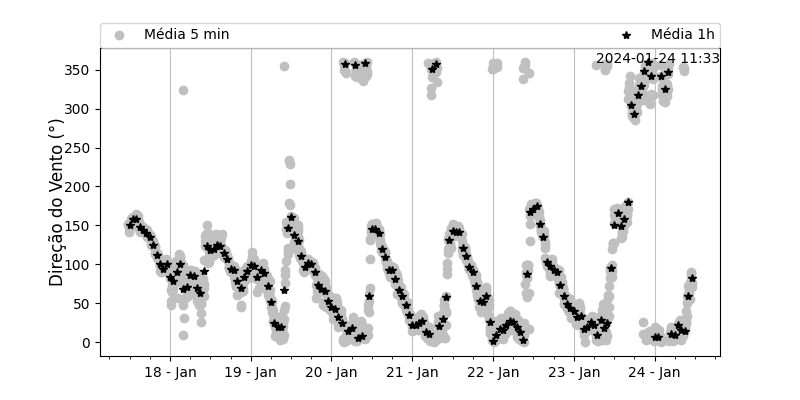 Média 5 min
Média 1h
2024-01-24 11:33
Direção do Vento (°)
350
300
250
200
150
100
50
0
18 - Jan
19 - Jan
20 - Jan
21 - Jan
22 - Jan
23 - Jan
24 - Jan